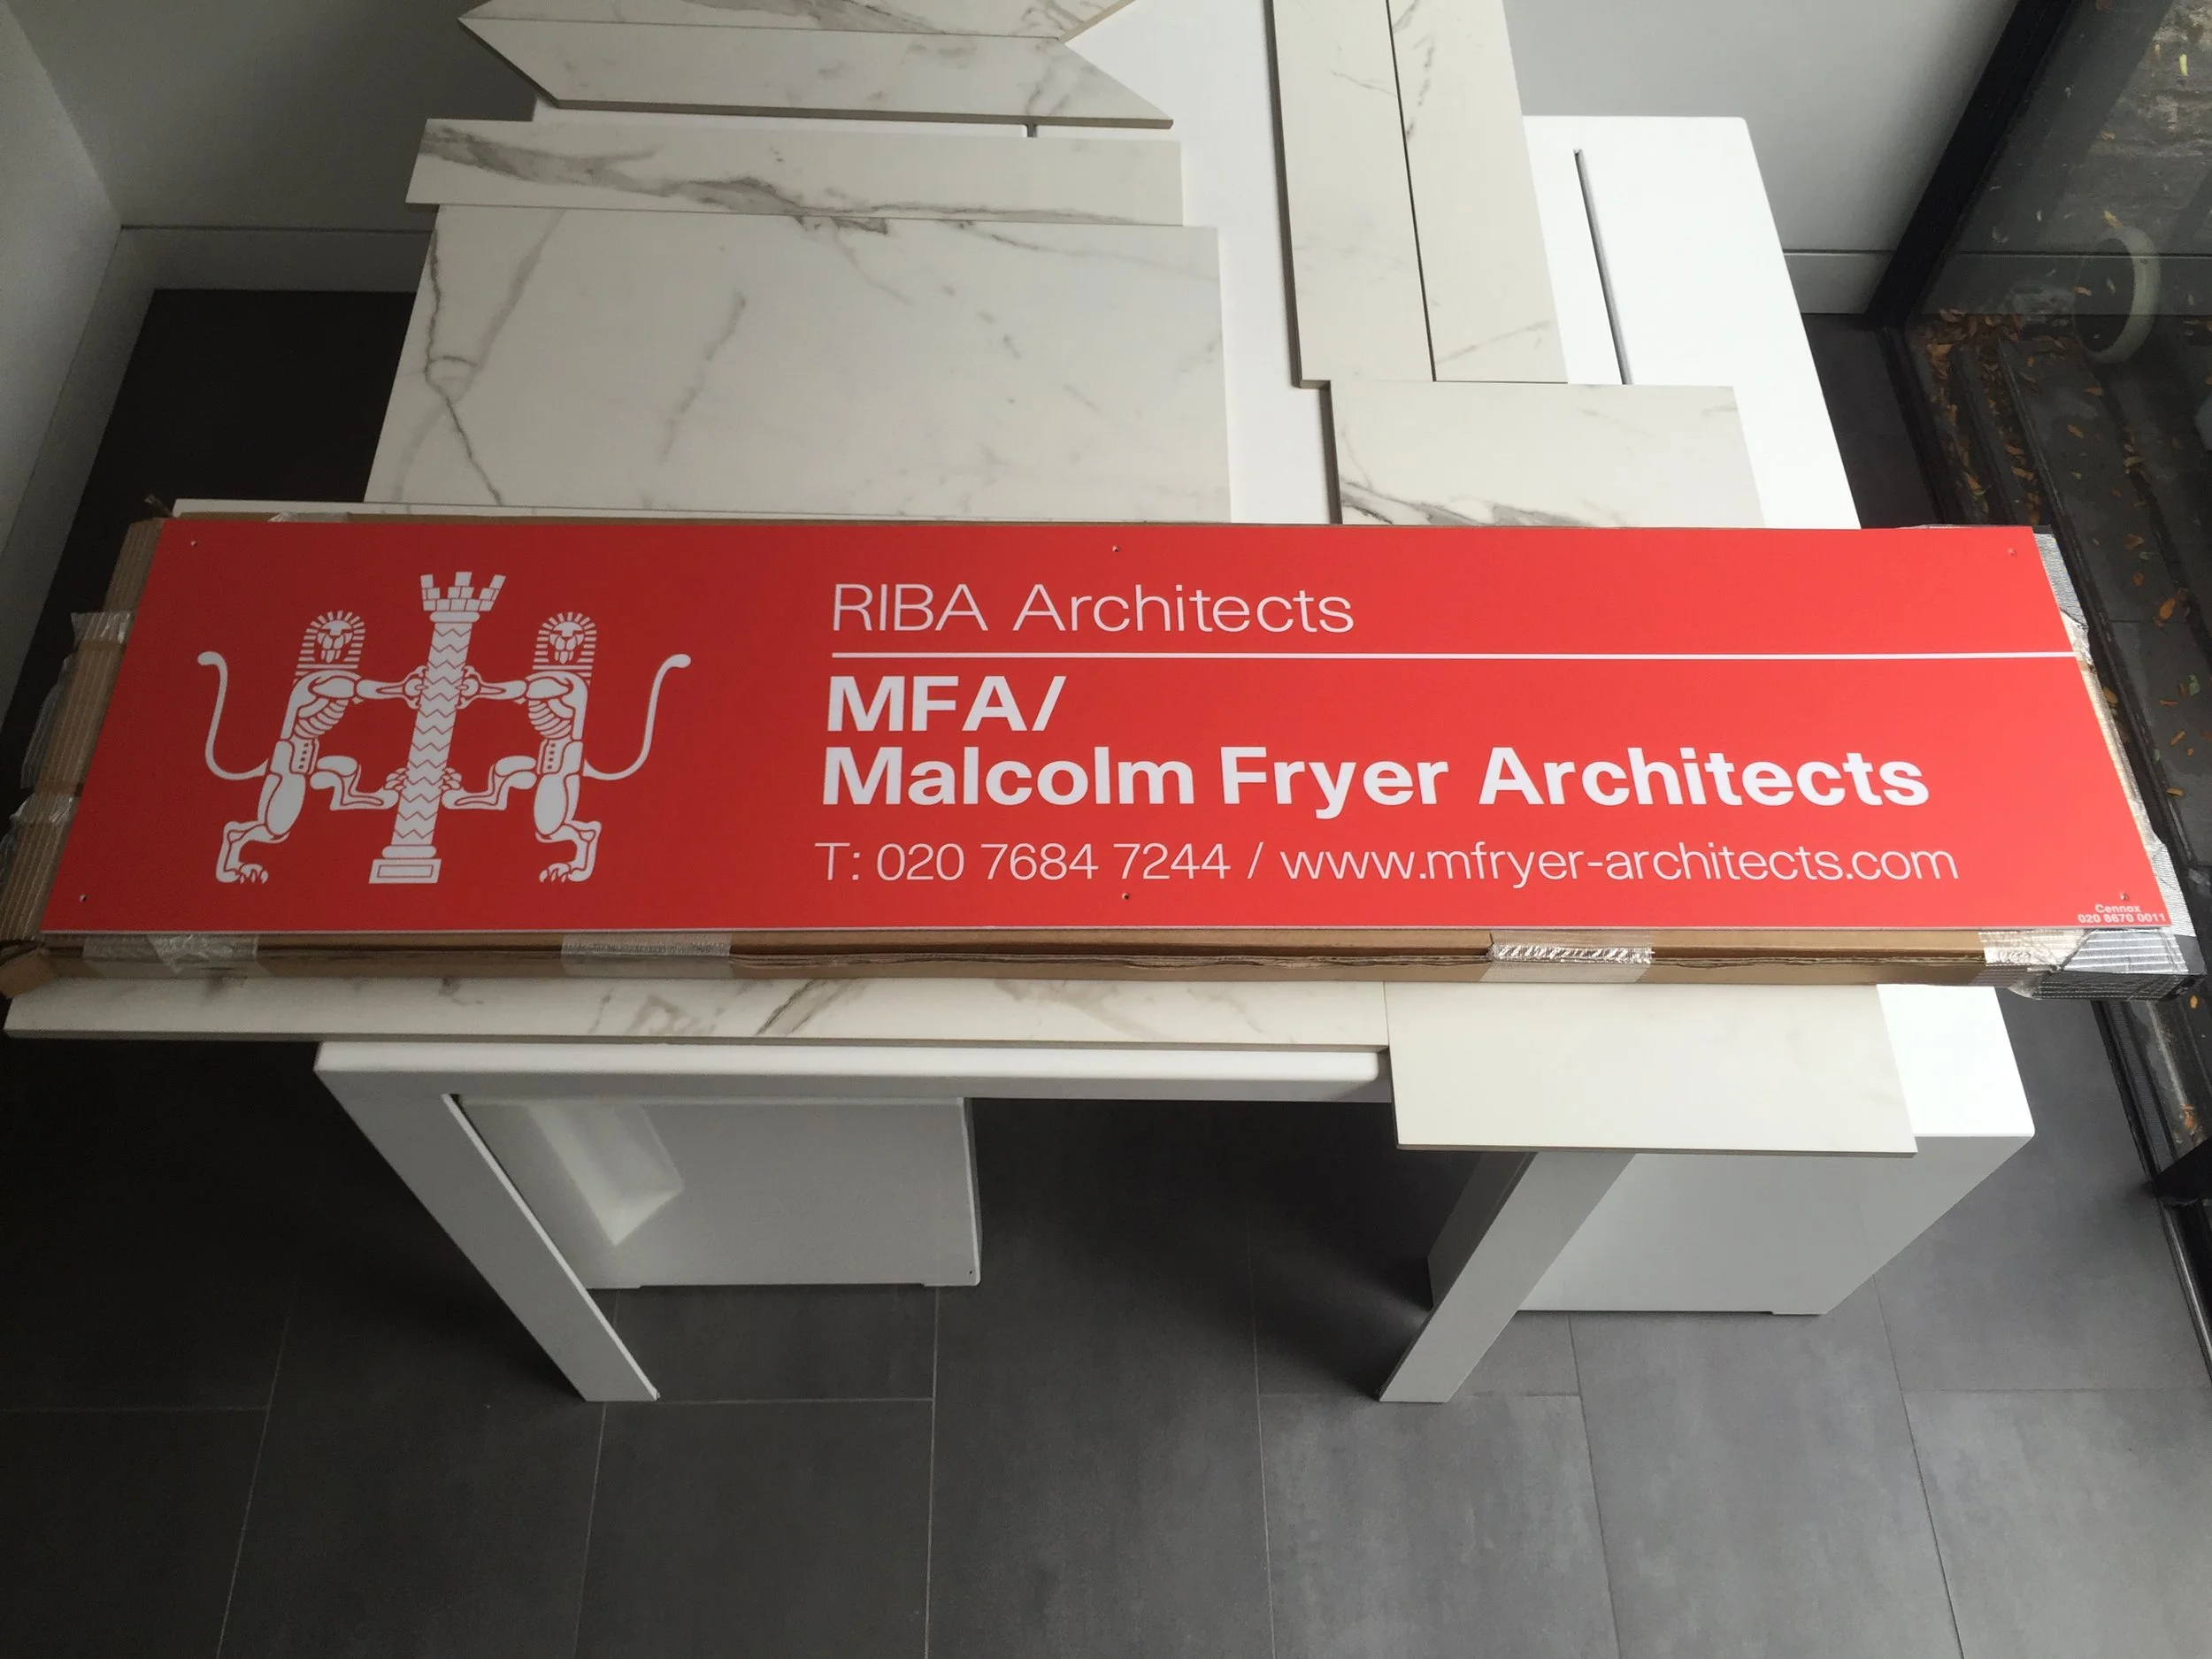 RIBA Architects
MFA/
Malcolm Fryer Architects
T: 020 7684 7244 / www.mfryer-architects.com
Cennox
020 8670 0011